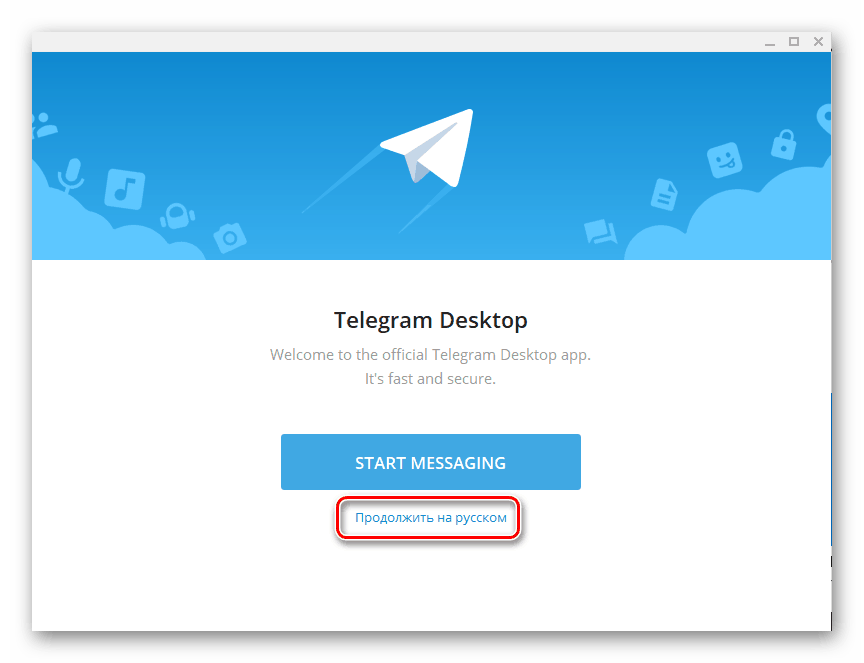 Telegram Desktop
Welcome to the official Telegram Desktop app.
It's fast and secure.
START MESSAGING
Продолжить на русском